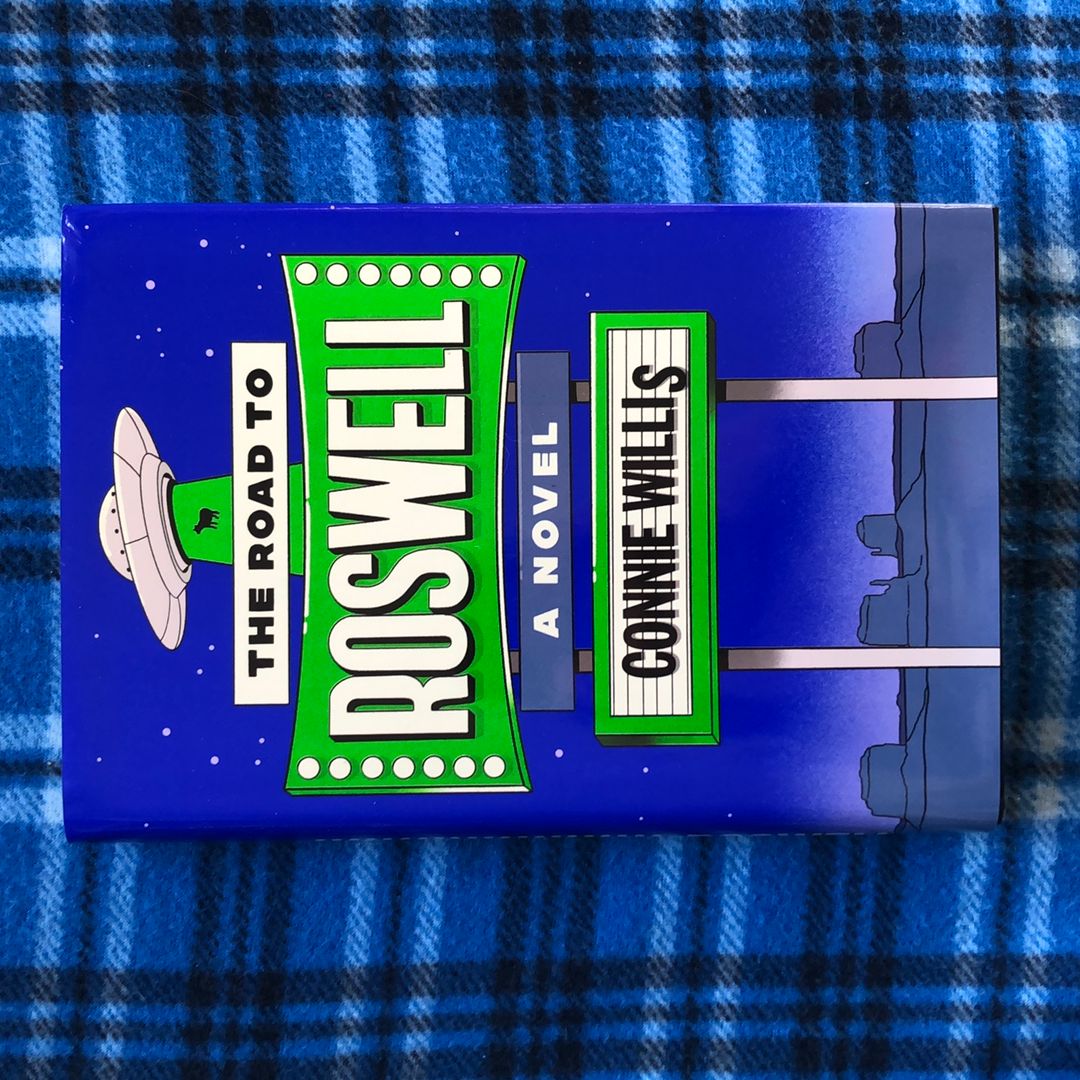 THE ROAD TO
ROSWELL
A NOVEL
CONNIE WILLIS